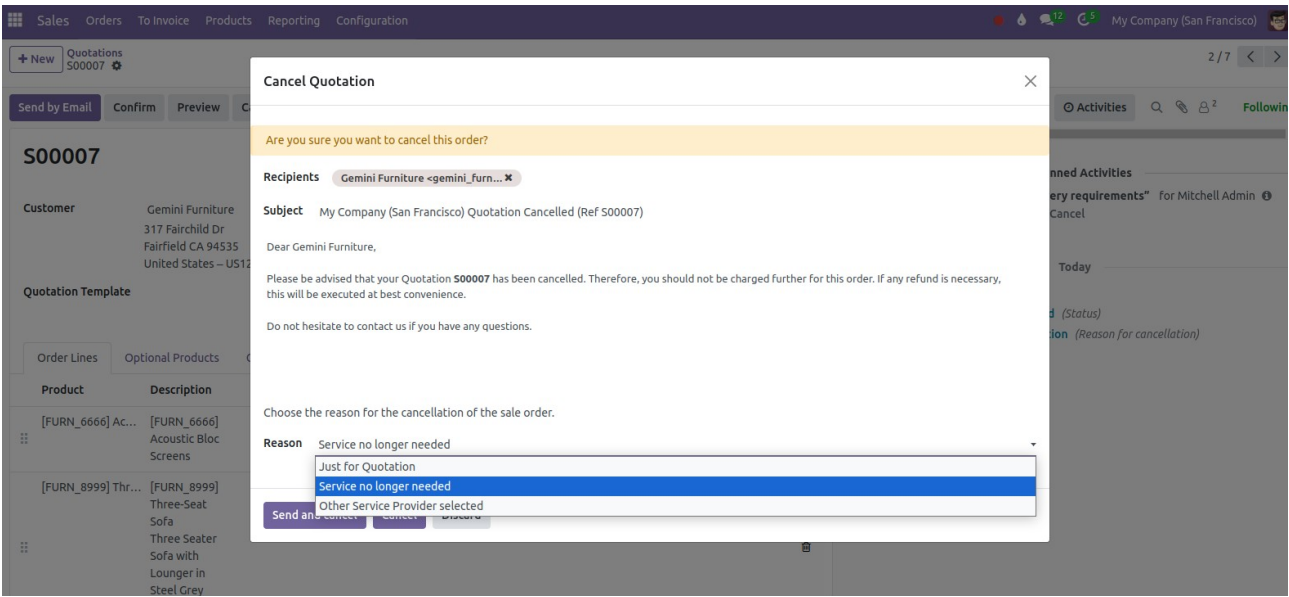 Sales Orders To Invoice Products Reporting Configuration 12 5 My Company (San Francisco)
+ New Quotations
S00007
2/7
Cancel Quotation
Send by Email Confirm Preview
Activities 2
Are you sure you want to cancel this order?
S00007
Recipients Gemini Furniture <gemini_furn... ✖
Subject My Company (San Francisco) Quotation Cancelled (Ref S00007)
Customer Gemini Furniture
317 Fairchild Dr
Fairfield CA 94535
United States – US12
Quotation Template
Dear Gemini Furniture,
Please be advised that your Quotation S00007 has been cancelled. Therefore, you should not be charged further for this order. If any refund is necessary,
this will be executed at best convenience.
Do not hesitate to contact us if you have any questions.
Activities
requirements” for Mitchell Admin
Cancel
Today
(Status)
(Reason for cancellation)
Order Lines Optional Products
Product Description
[FURN_6666] Ac... [FURN_6666]
Acoustic Bloc
Screens
[FURN_8999] Thr... [FURN_8999]
Three-Seat
Sofa
Three Seater
Sofa with
Lounger in
Steel Grey
Choose the reason for the cancellation of the sale order.
Reason Service no longer needed
Just for Quotation
Service no longer needed
Other Service Provider selected
Send and cancel Cancel Discard